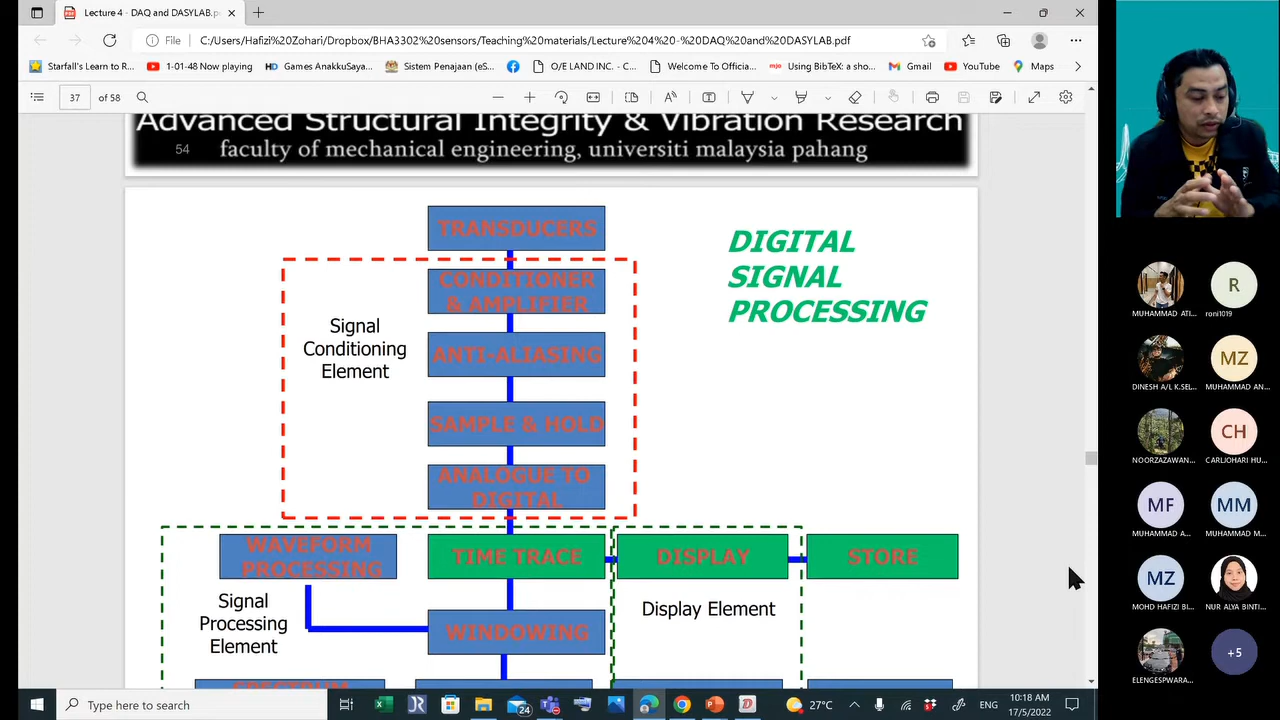 Lecture 4 - DAQ and DASYLAB.p
File
C:/Users/Hafizi%20Zohari/Dropbox/BHA3302%20sensors/Teaching%20materials/Lecture%204%20-%20DAQ%20and%20DASYLAB.pdf
Starfall's Learn to R...
1-01-48 Now playing
HD Games AnakkuSaya...
Sistem Penajaan (eS...
O/E LAND INC. - C...
Welcome To Officia...
mjo Using BibTeX: a sho...
Gmail
YouTube
Maps
37 of 58
Advanced Structural Integrity & Vibration Research
54
faculty of mechanical engineering, universiti malaysia pahang
TRANSDUCERS
DIGITAL
SIGNAL
PROCESSING
CONDITIONER
& AMPLIFIER
Signal
Conditioning
Element
ANTI-ALIASING
SAMPLE & HOLD
ANALOGUE TO
DIGITAL
WAVEFORM
PROCESSING
TIME TRACE
DISPLAY
STORE
Signal
Processing
Element
Display Element
WINDOWING
SPECTRUM
R
MUHAMMAD ATI...
roni1019
MZ
DINESH A/L K.SEL...
MUHAMMAD AN...
CH
NOORZAZAWAN...
CARLJOHARI HU...
MF
MM
MUHAMMAD A...
MUHAMMAD M...
MZ
MOHD HAFIZI BI...
NUR ALYA BINTI...
+5
ELENGESPWARA...
Type here to search
24
27°C
ENG
10:18 AM
17/5/2022